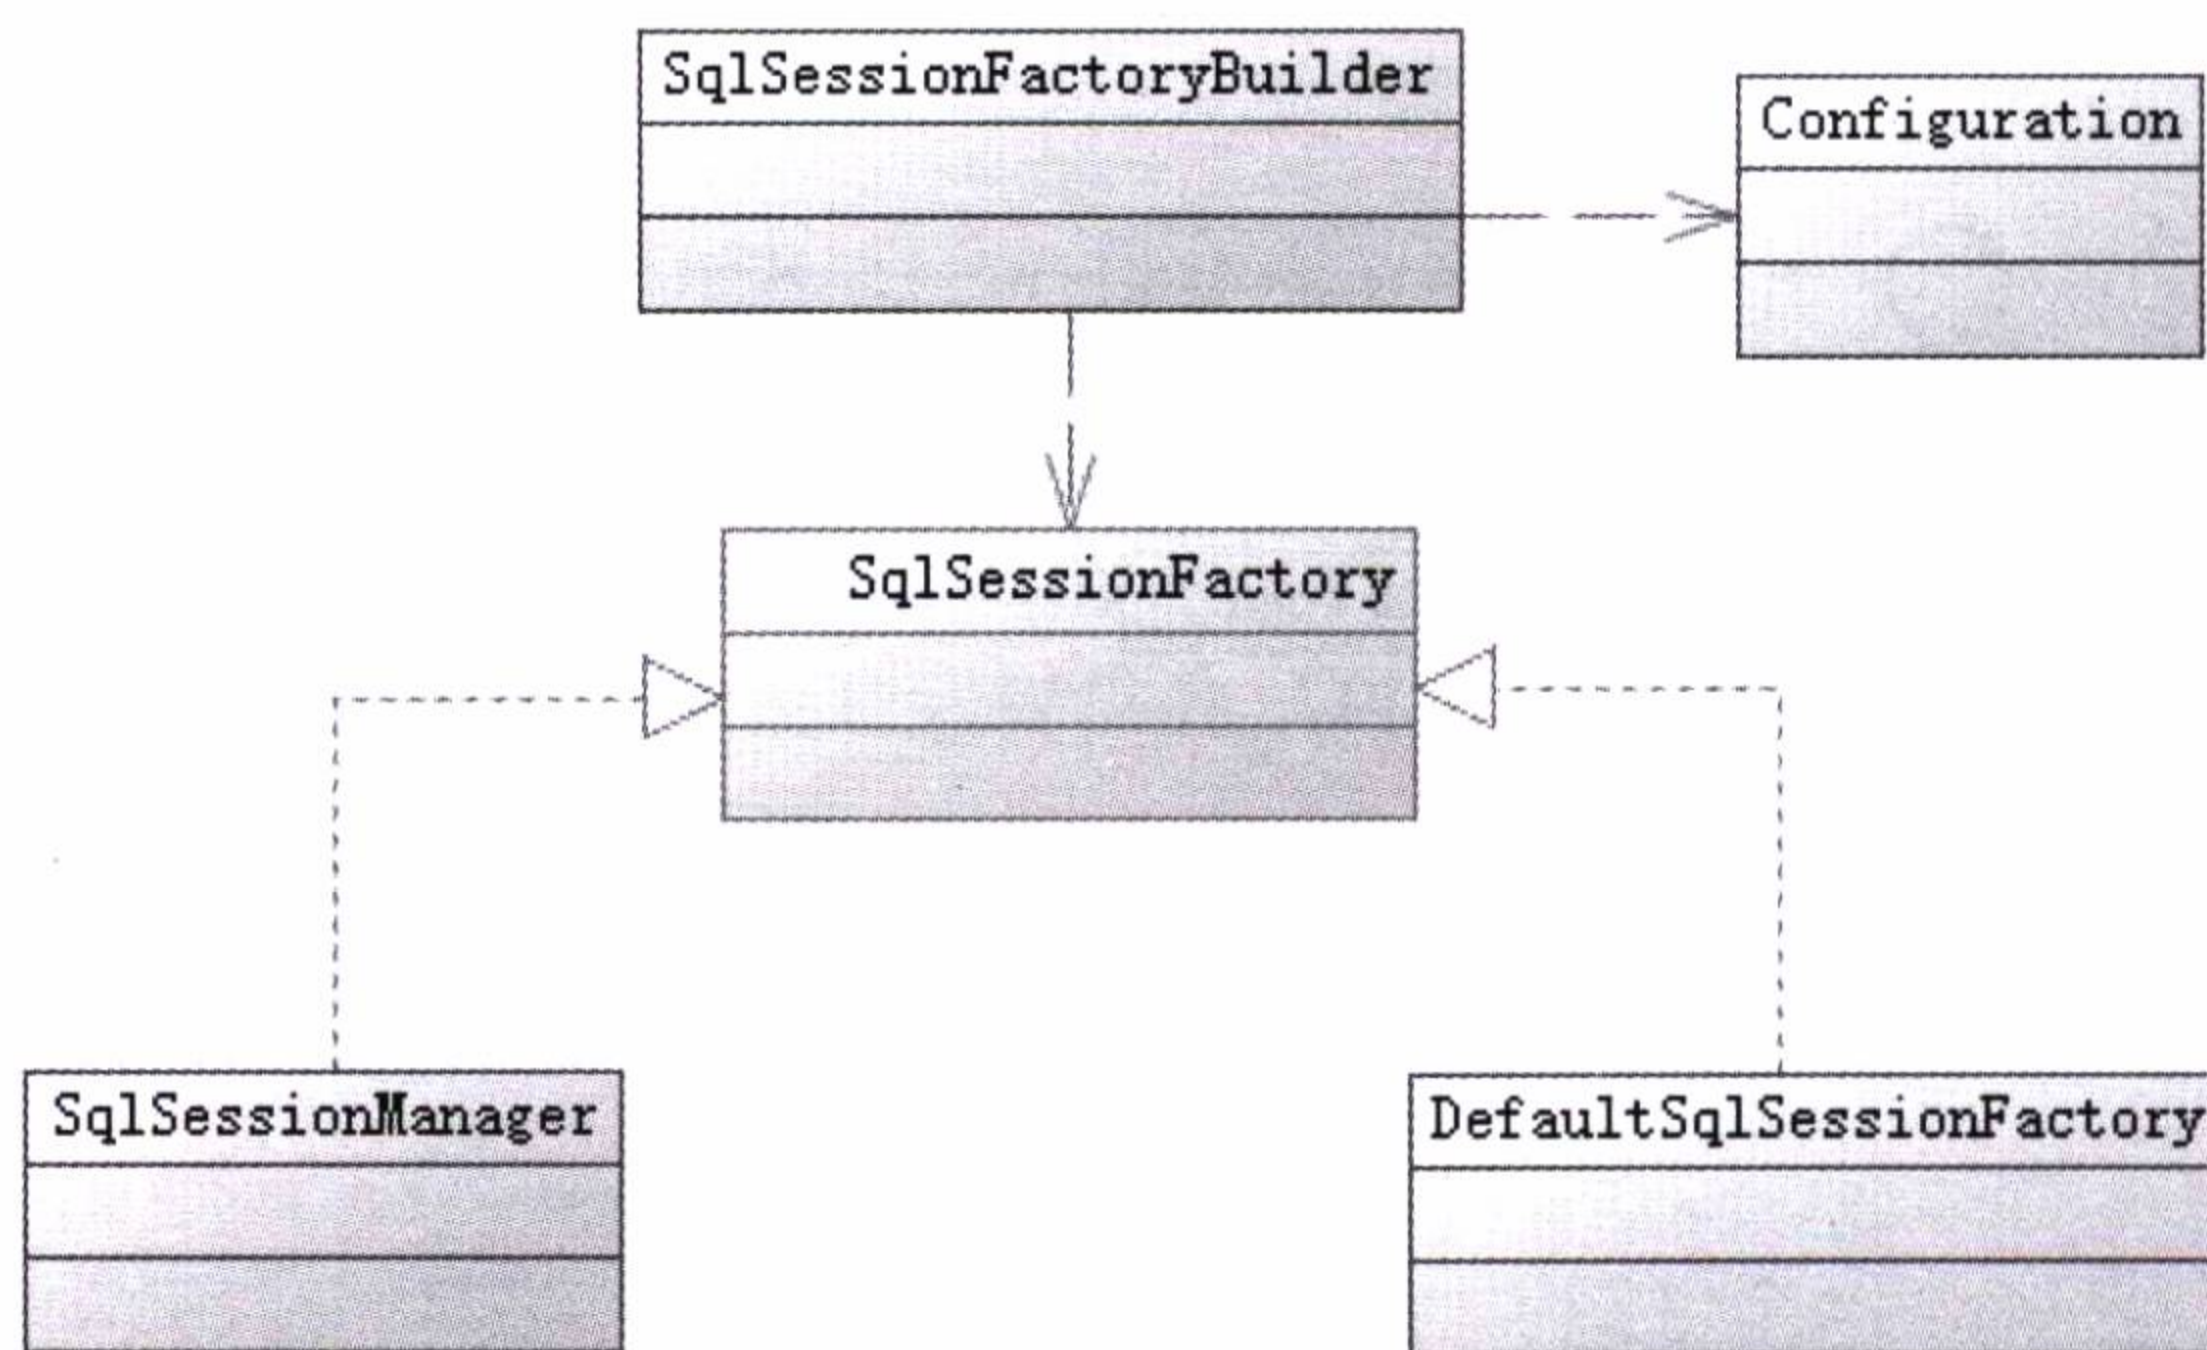 SqlSessionFactoryBuilder
Configuration
SqlSessionFactory
SqlSessionManager
DefaultSqlSessionFactory